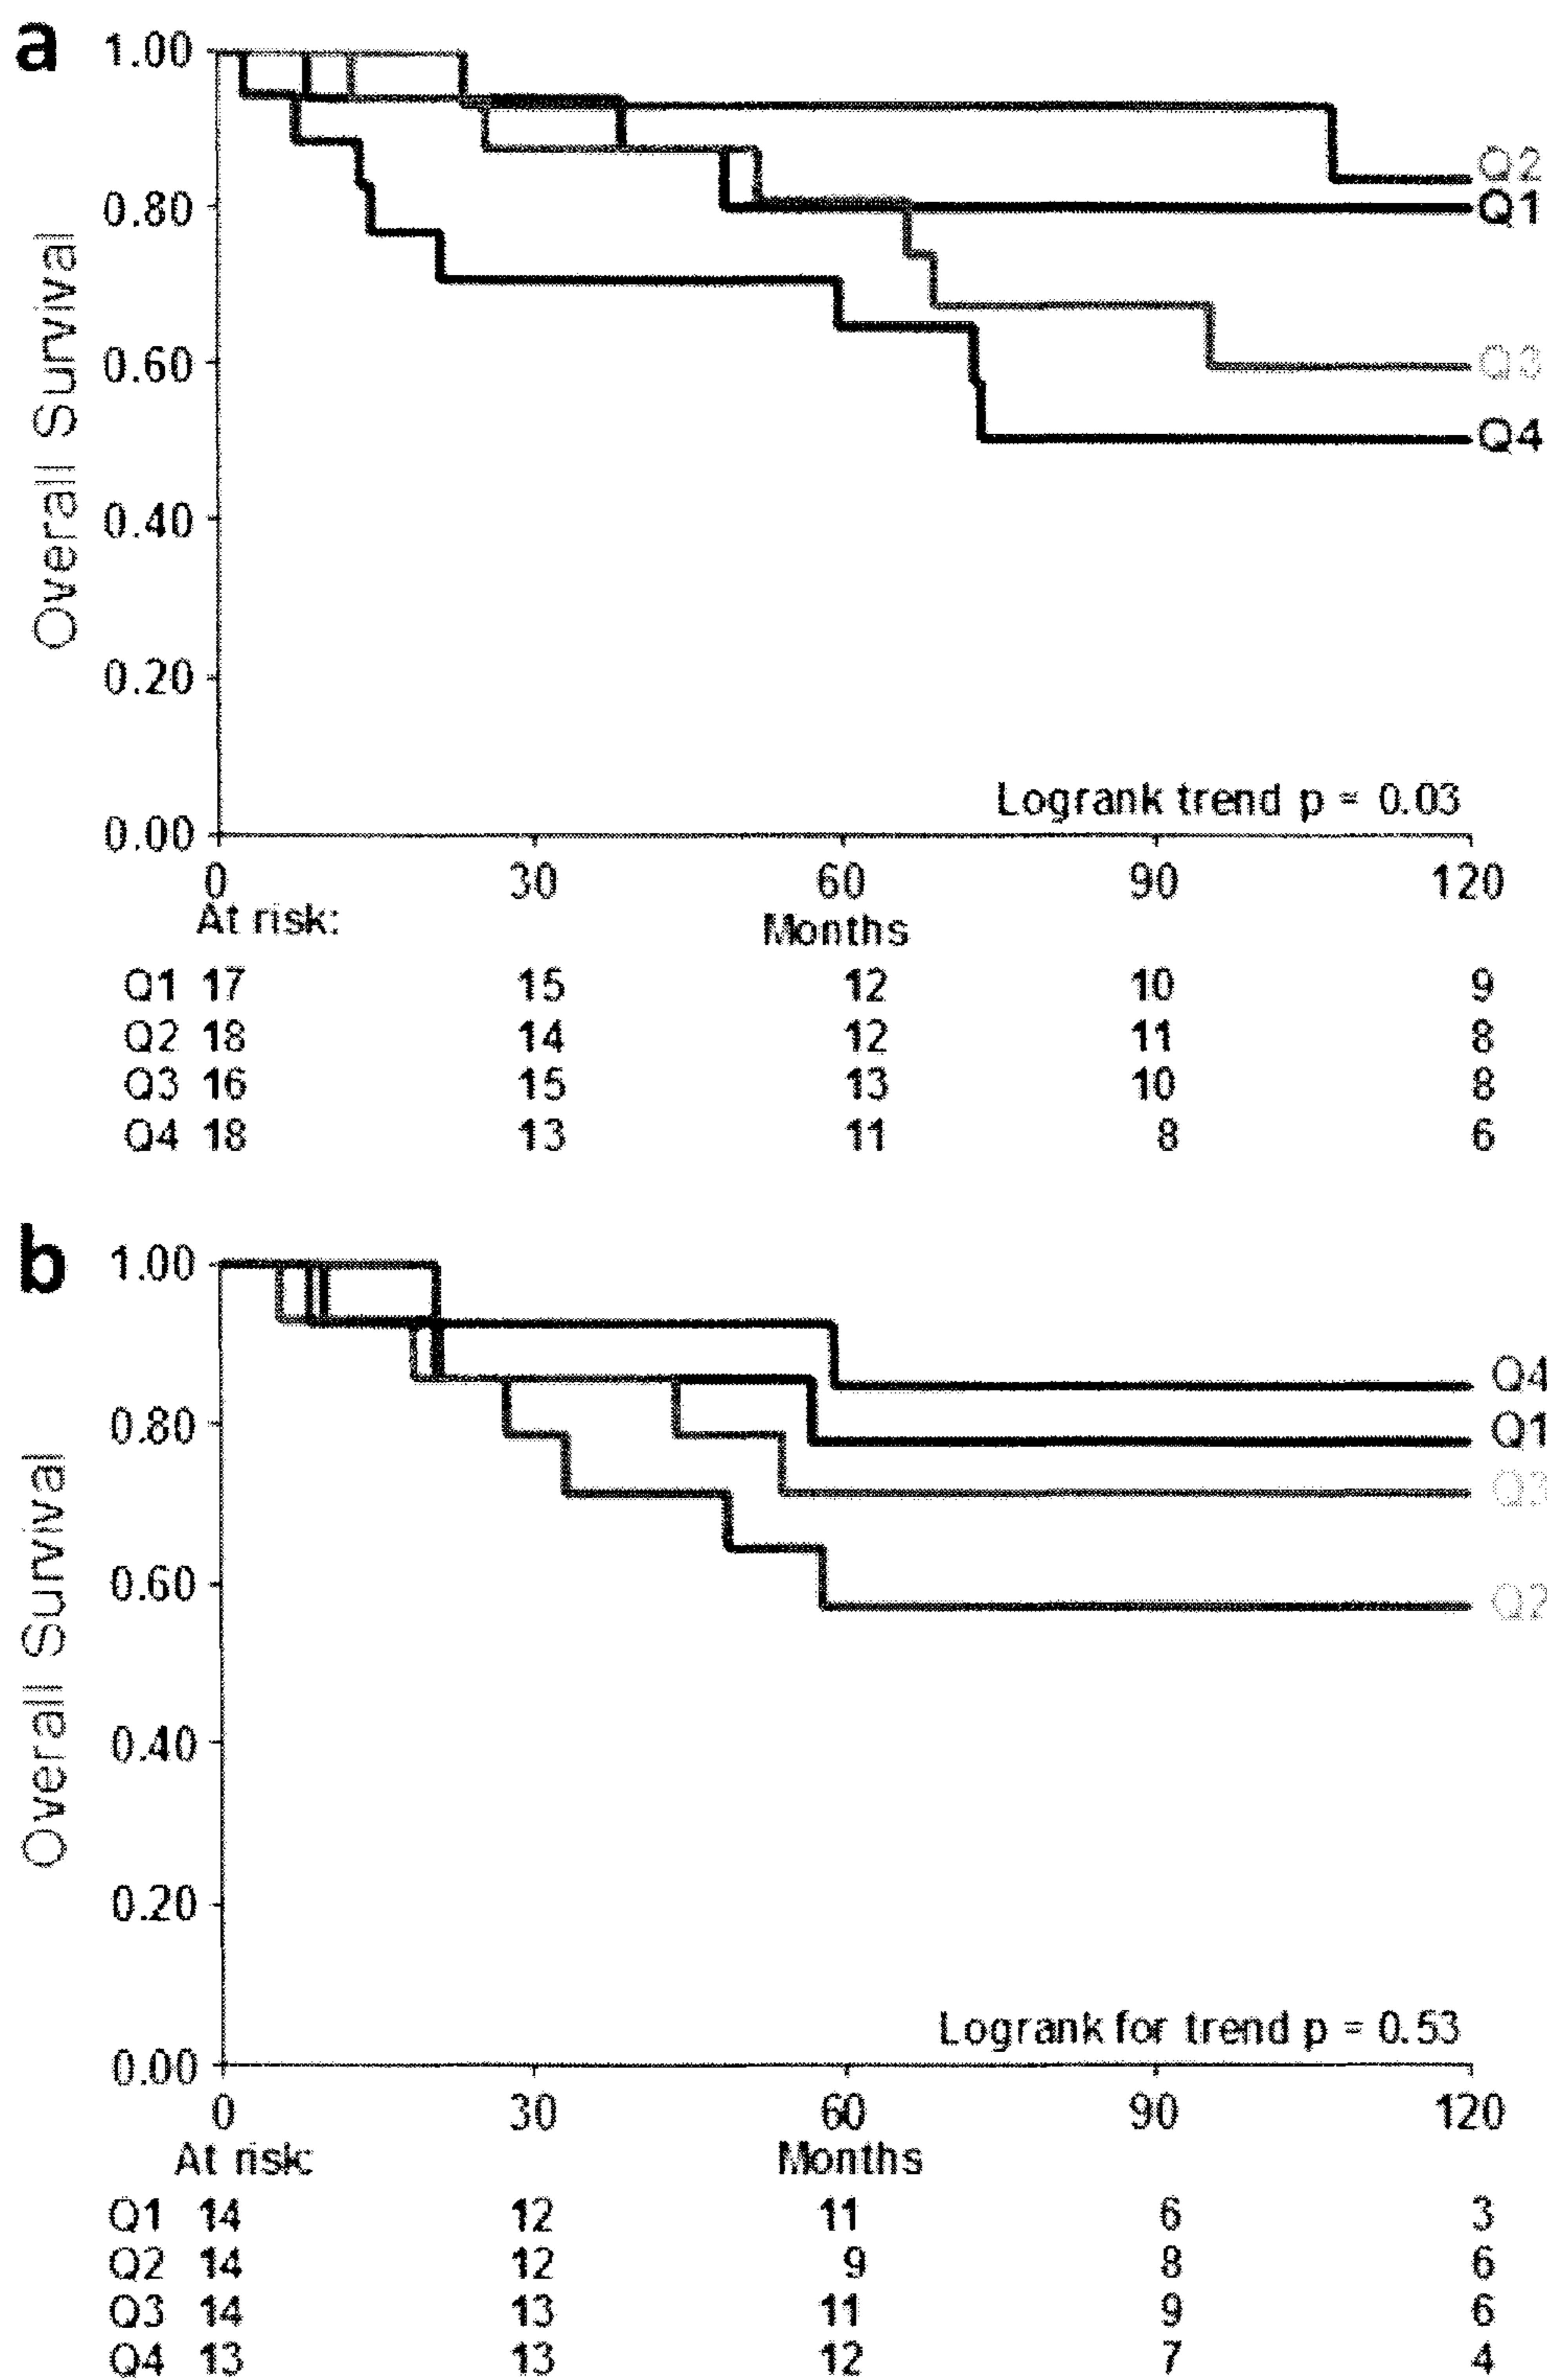 a
1.00
0.80
0.60
0.40
0.20
0.00
Overall Survival
Q2
Q1
Q3
Q4
Logrank trend p = 0.03
0 30 60 90 120
At risk: Months
Q1 17 15 12 10 9
Q2 18 14 12 11 8
Q3 16 15 13 10 8
Q4 18 13 11 8 6
b
1.00
0.80
0.60
0.40
0.20
0.00
Overall Survival
Q4
Q1
Q3
Q2
Logrank for trend p = 0.53
0 30 60 90 120
At risk: Months
Q1 14 12 11 6 3
Q2 14 12 9 8 6
Q3 14 13 11 9 6
Q4 13 13 12 7 4